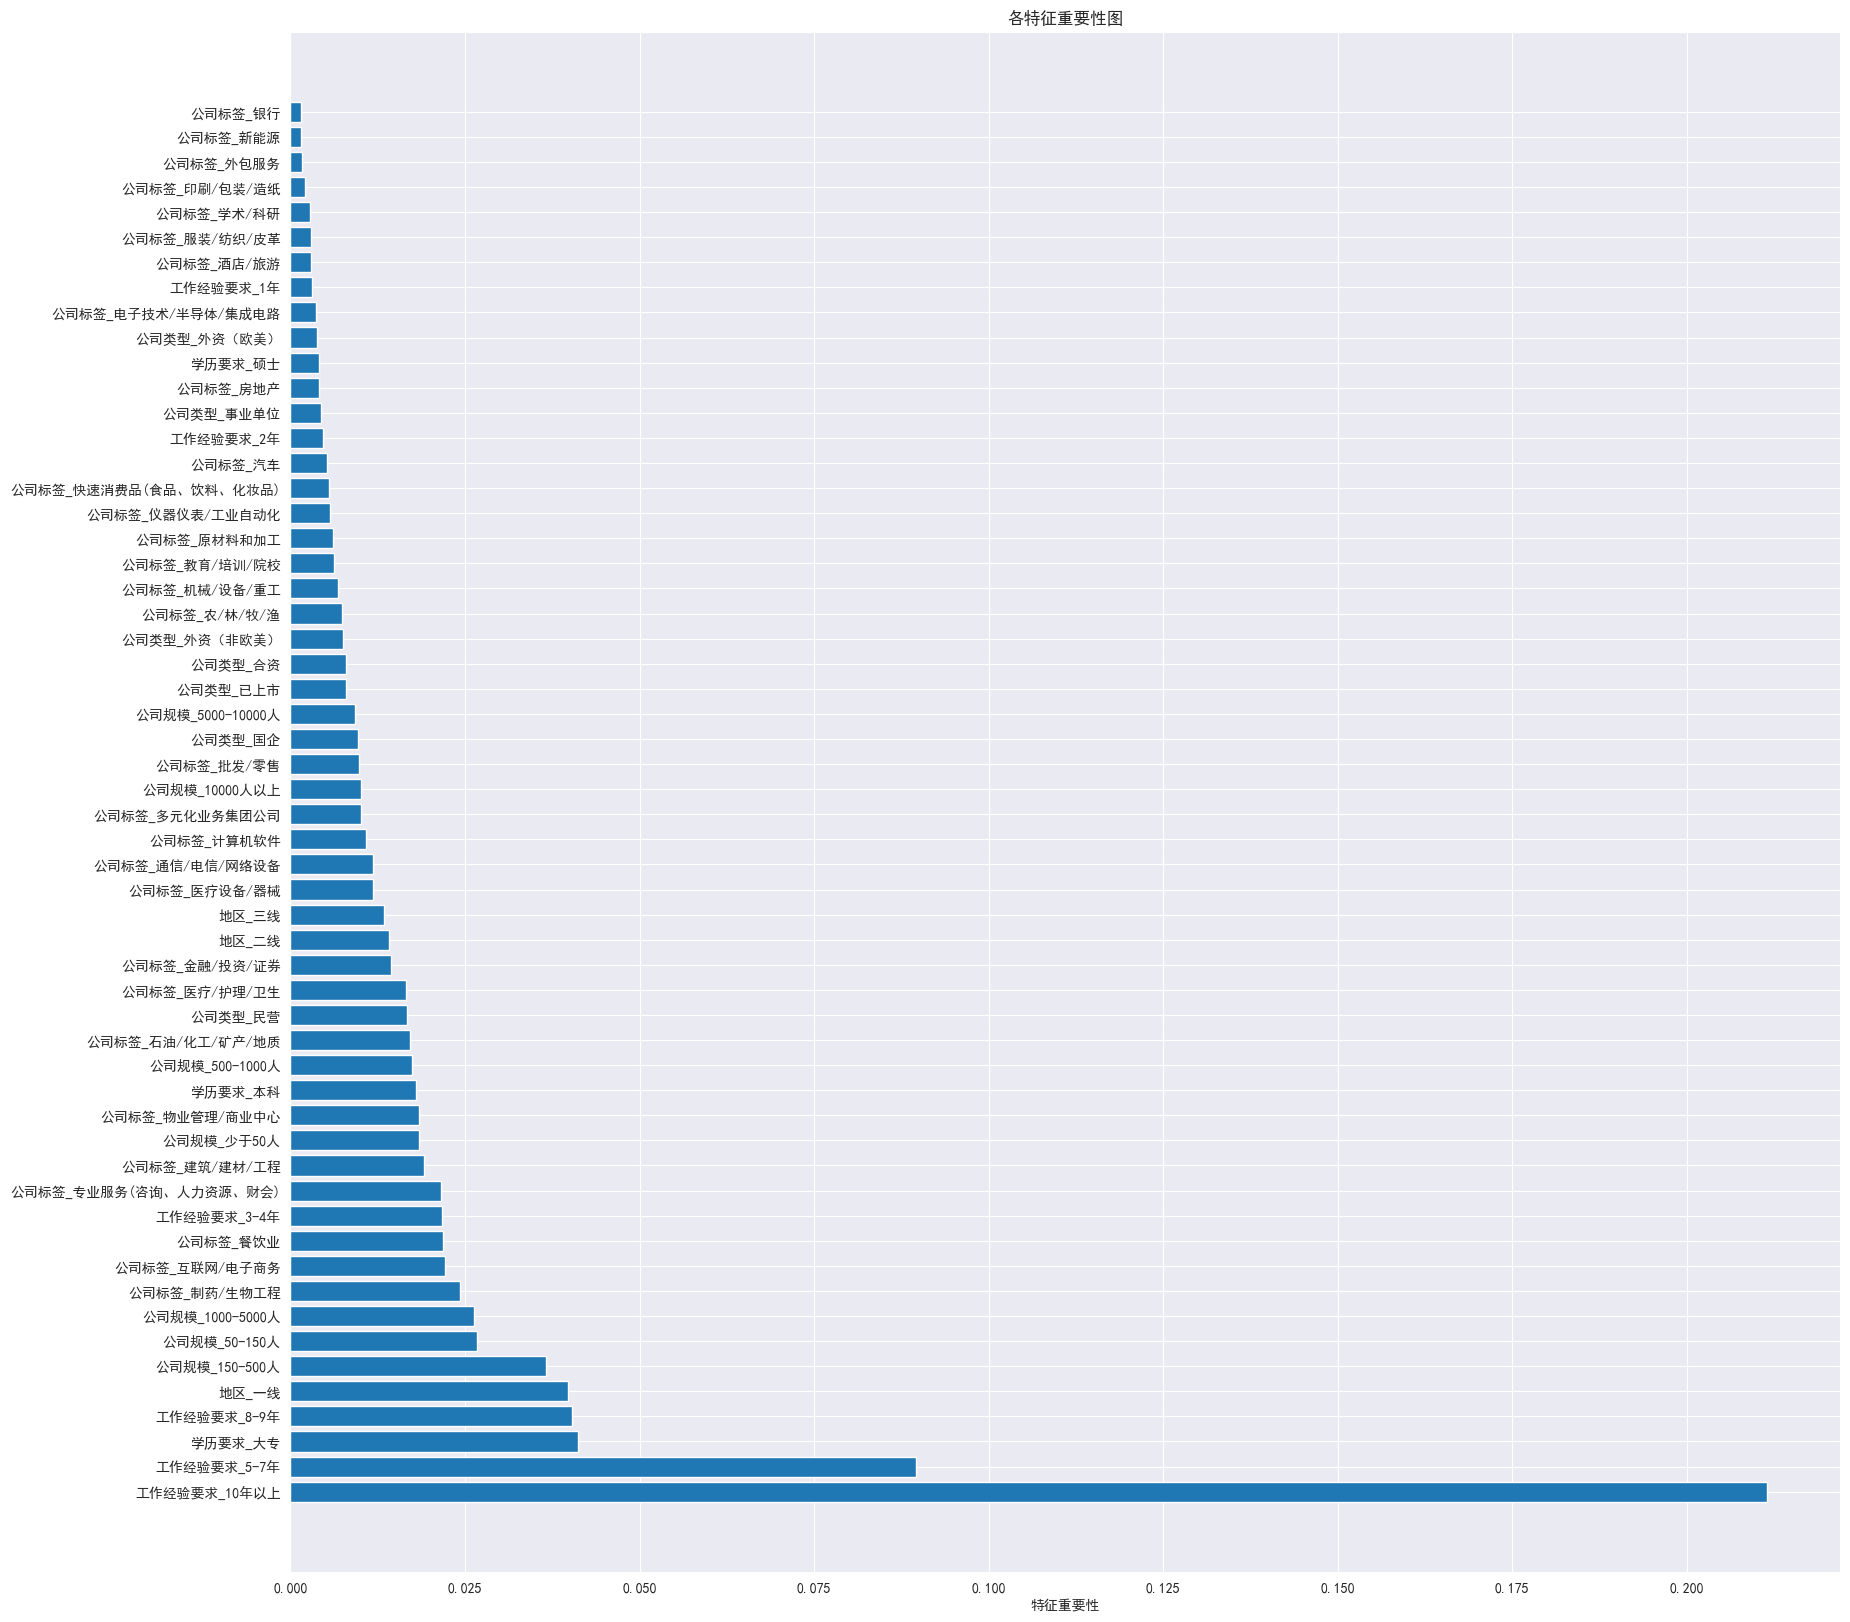 各特征重要性图
公司标签_银行
公司标签_新能源
公司标签_外包服务
公司标签_印刷/包装/造纸
公司标签_学术/科研
公司标签_服装/纺织/皮革
公司标签_酒店/旅游
工作经验要求_1年
公司标签_电子技术/半导体/集成电路
公司类型_外资（欧美）
学历要求_硕士
公司标签_房地产
公司类型_事业单位
工作经验要求_2年
公司标签_汽车
公司标签_快速消费品(食品、饮料、化妆品)
公司标签_仪器仪表/工业自动化
公司标签_原材料和加工
公司标签_教育/培训/院校
公司标签_机械/设备/重工
公司标签_农/林/牧/渔
公司类型_外资（非欧美）
公司类型_合资
公司类型_已上市
公司规模_5000-10000人
公司类型_国企
公司标签_批发/零售
公司规模_10000人以上
公司标签_多元化业务集团公司
公司标签_计算机软件
公司标签_通信/电信/网络设备
公司标签_医疗设备/器械
地区_三线
地区_二线
公司标签_金融/投资/证券
公司标签_医疗/护理/卫生
公司类型_民营
公司标签_石油/化工/矿产/地质
公司规模_500-1000人
学历要求_本科
公司标签_物业管理/商业中心
公司规模_少于50人
公司标签_建筑/建材/工程
公司标签_专业服务(咨询、人力资源、财会)
工作经验要求_3-4年
公司标签_餐饮业
公司标签_互联网/电子商务
公司标签_制药/生物工程
公司规模_1000-5000人
公司规模_50-150人
公司规模_150-500人
地区_一线
工作经验要求_8-9年
学历要求_大专
工作经验要求_5-7年
工作经验要求_10年以上
0.000 0.025 0.050 0.075 0.100 0.125 0.150 0.175 0.200
特征重要性